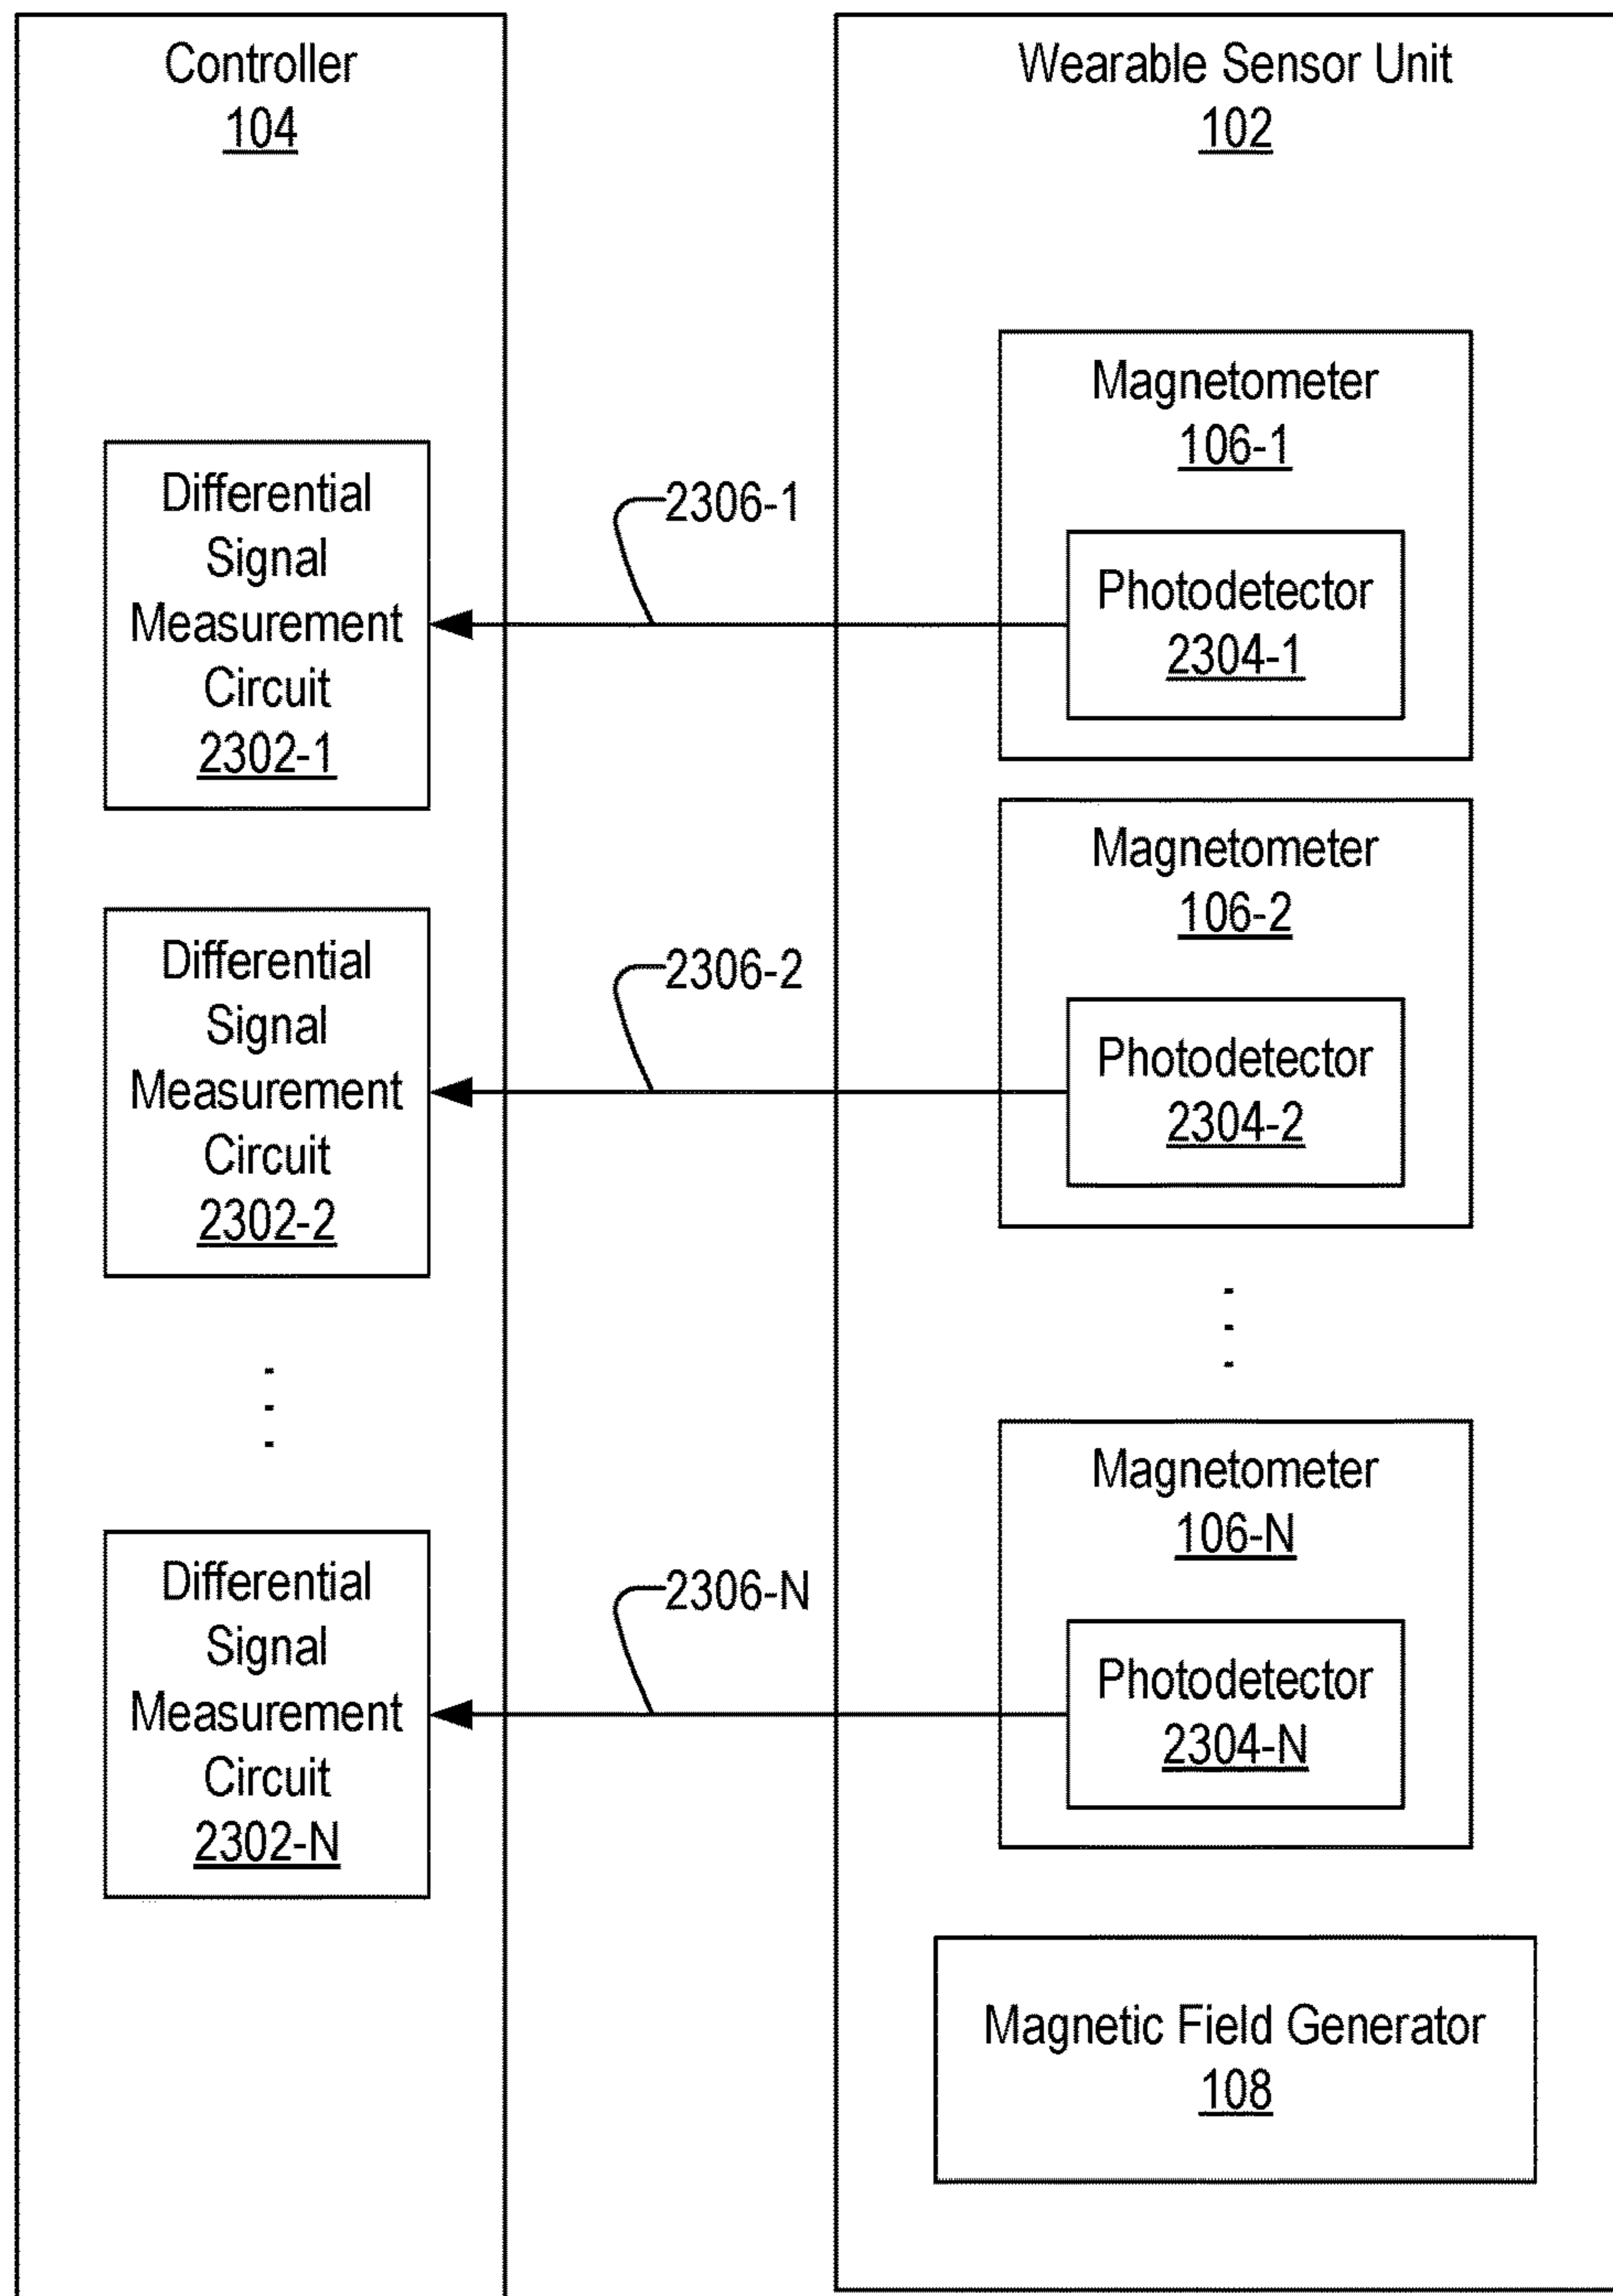 Controller
104
Differential
Signal
Measurement
Circuit
2302-1
Differential
Signal
Measurement
Circuit
2302-2
Differential
Signal
Measurement
Circuit
2302-N
2306-1
2306-2
2306-N
Wearable Sensor Unit
102
Magnetometer
106-1
Photodetector
2304-1
Magnetometer
106-2
Photodetector
2304-2
Magnetometer
106-N
Photodetector
2304-N
Magnetic Field Generator
108